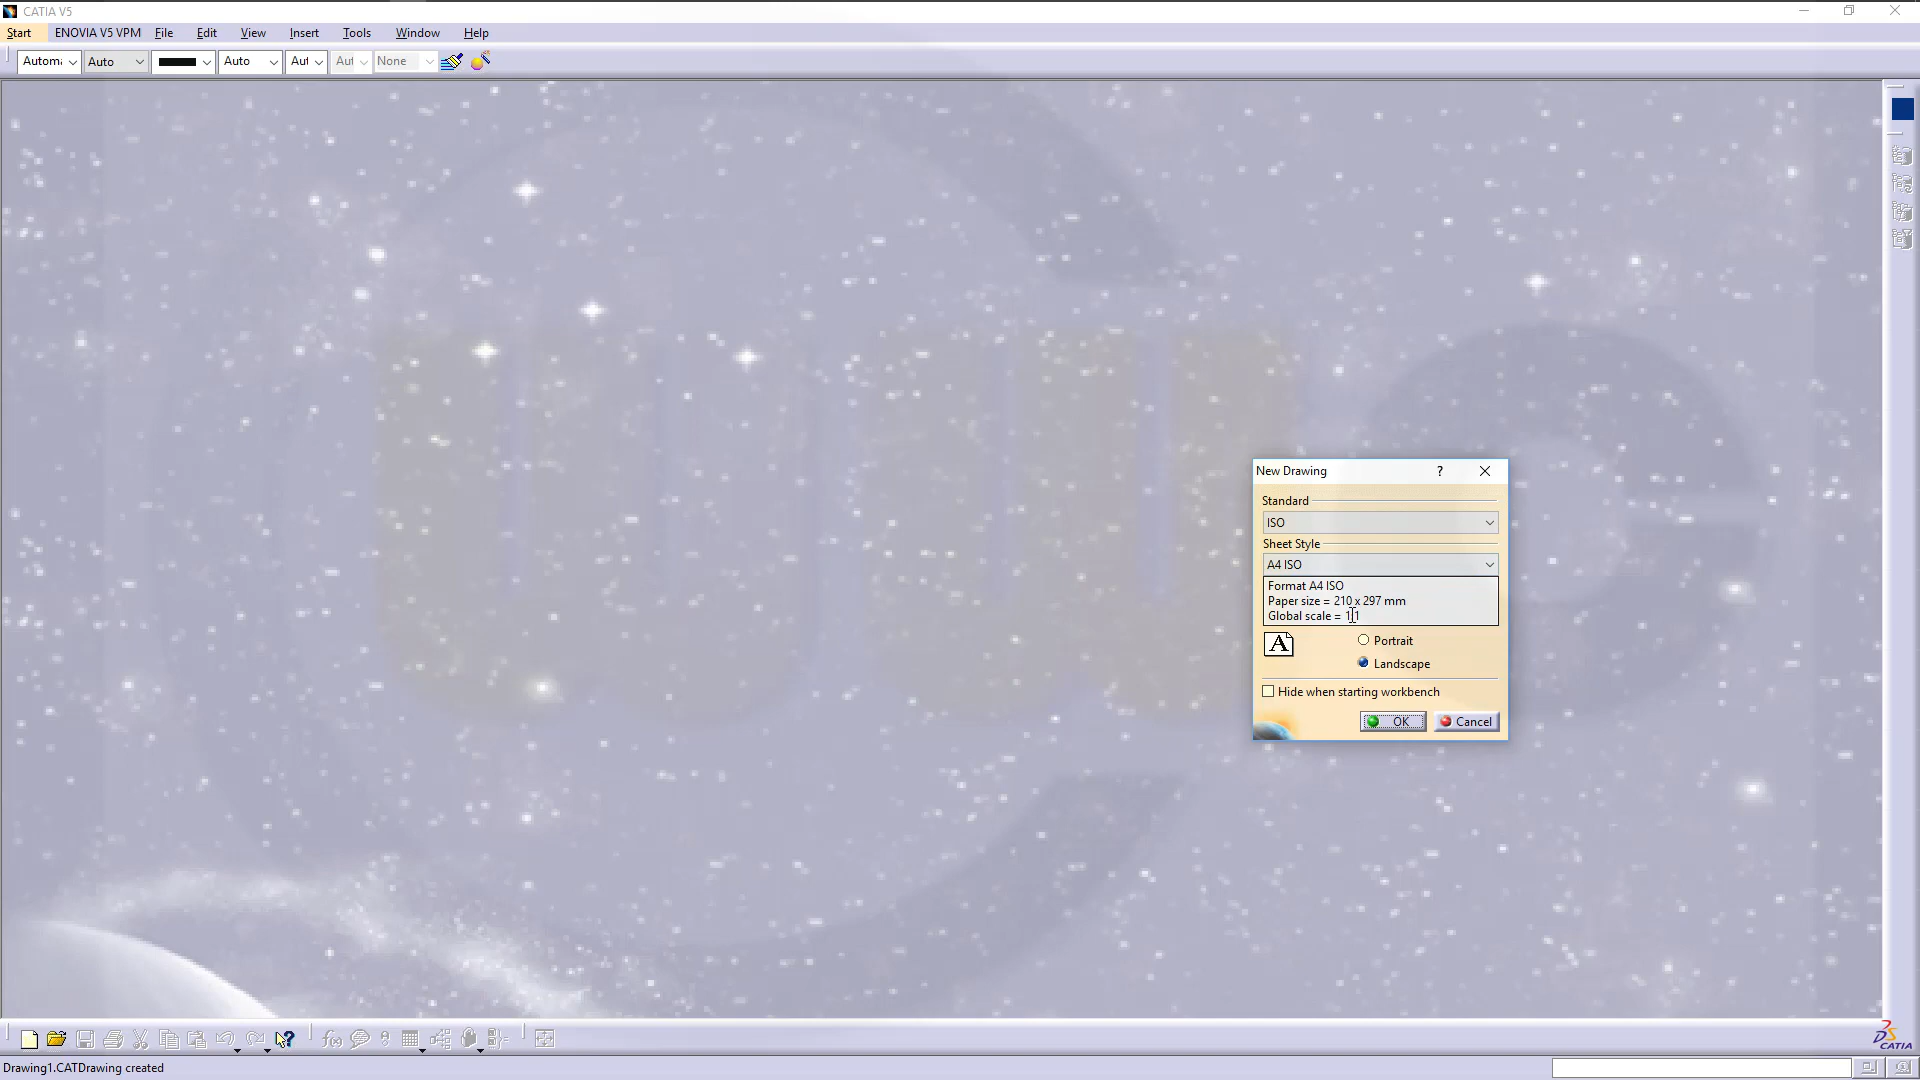 CATIA V5
Start ENOVIA V5 VPM File Edit View Insert Tools Window Help
Auto Auto None
New Drawing ?
Standard
ISO
Sheet Style
A4 ISO
Format A4 ISO
Paper size = 210 x 297 mm
Global scale = 1:1
A
Portrait
Landscape
Hide when starting workbench
OK Cancel
f(x)
DS CATIA
Drawing1.CATDrawing created